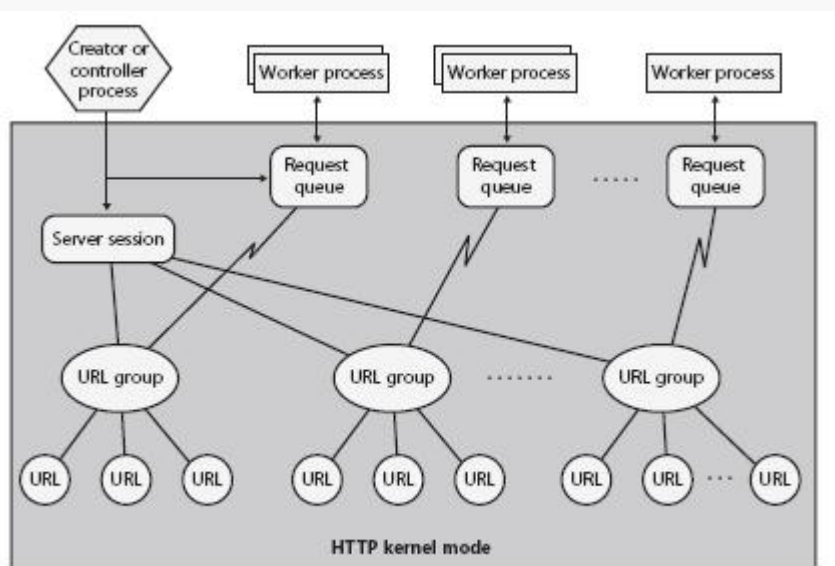 Creator or
controller
process
Worker process
Worker process
Worker process
Request
queue
Request
queue
Request
queue
Server session
URL group
URL group
URL group
URL
URL
URL
URL
URL
URL
URL
URL
URL
HTTP kernel mode